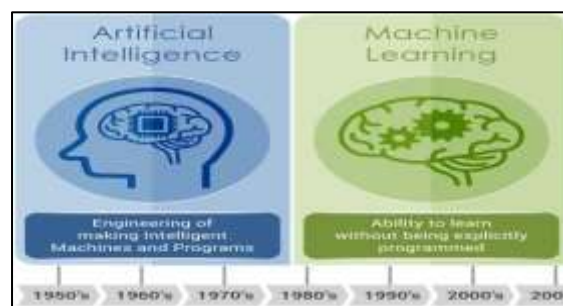 Artificial
Intelligence
Machine
Learning
Engineering of
making Intelligent
Machines and Programs
Ability to learn
without being explicitly
programmed
1950's 1960's 1970's 1980's 1990's 2000's 200